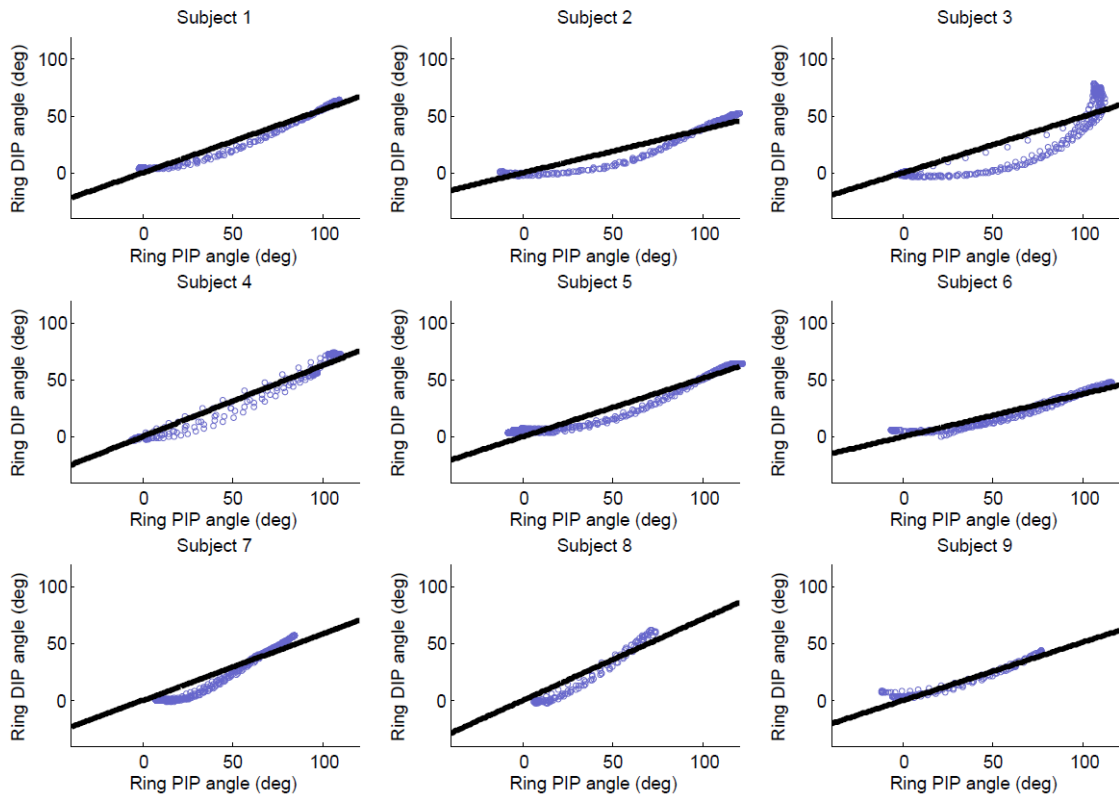 Subject 1
Subject 2
Subject 3
Ring DIP angle (deg)
100
50
0
Ring DIP angle (deg)
100
50
0
Ring DIP angle (deg)
100
50
0
0 50 100
0 50 100
0 50 100
Ring PIP angle (deg)
Ring PIP angle (deg)
Ring PIP angle (deg)
Subject 4
Subject 5
Subject 6
Ring DIP angle (deg)
100
50
0
Ring DIP angle (deg)
100
50
0
Ring DIP angle (deg)
100
50
0
0 50 100
0 50 100
0 50 100
Ring PIP angle (deg)
Ring PIP angle (deg)
Ring PIP angle (deg)
Subject 7
Subject 8
Subject 9
Ring DIP angle (deg)
100
50
0
Ring DIP angle (deg)
100
50
0
Ring DIP angle (deg)
100
50
0
0 50 100
0 50 100
0 50 100
Ring PIP angle (deg)
Ring PIP angle (deg)
Ring PIP angle (deg)